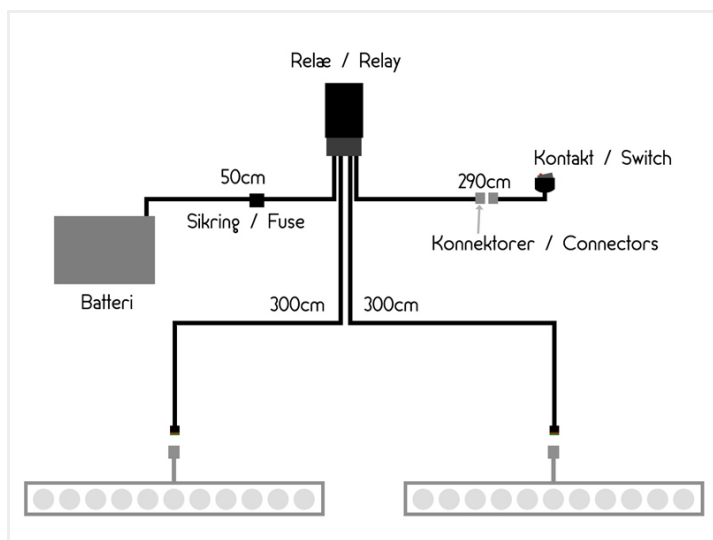 Relæ / Relay
Kontakt / Switch
50cm
290cm
Sikring / Fuse
Konnektorer / Connectors
Batteri
300cm
300cm